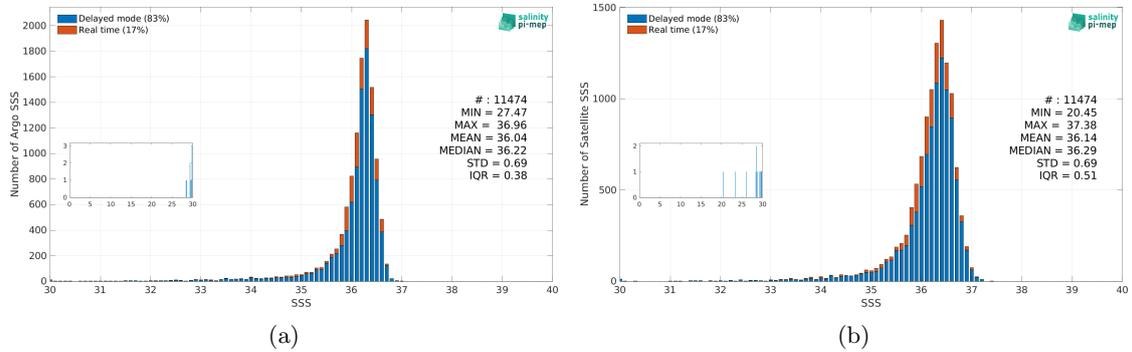 Delayed mode (83%)
Real time (17%)
salinity
pi-mep
Number of Argo SSS
2000
1800
1600
1400
1200
1000
800
600
400
200
0
# : 11474
MIN = 27.47
MAX = 36.96
MEAN = 36.04
MEDIAN = 36.22
STD = 0.69
IQR = 0.38
3
2
1
0
0 5 10 15 20 25 30
30 31 32 33 34 35 36 37 38 39 40
SSS
(a)
Delayed mode (83%)
Real time (17%)
salinity
pi-mep
Number of Satellite SSS
1500
1000
500
0
# : 11474
MIN = 20.45
MAX = 37.38
MEAN = 36.14
MEDIAN = 36.29
STD = 0.69
IQR = 0.51
2
1
0
0 5 10 15 20 25 30
30 31 32 33 34 35 36 37 38 39 40
SSS
(b)